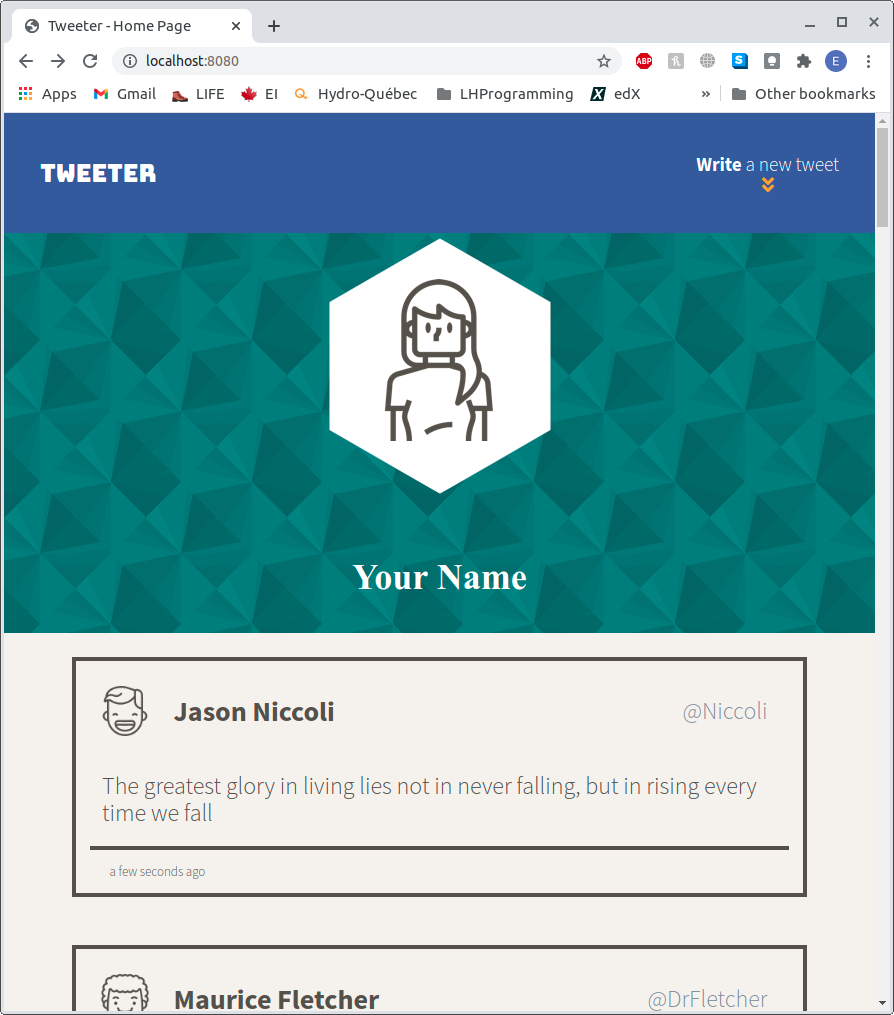 Tweeter - Home Page
localhost:8080
ABP
S
E
Apps
Gmail
LIFE
EI
Hydro-Québec
LHProgramming
X
edX
»
Other bookmarks
TWEETER
Write a new tweet
Your Name
Jason Niccoli
@Niccoli
The greatest glory in living lies not in never falling, but in rising every
time we fall
a few seconds ago
Maurice Fletcher
@DrFletcher